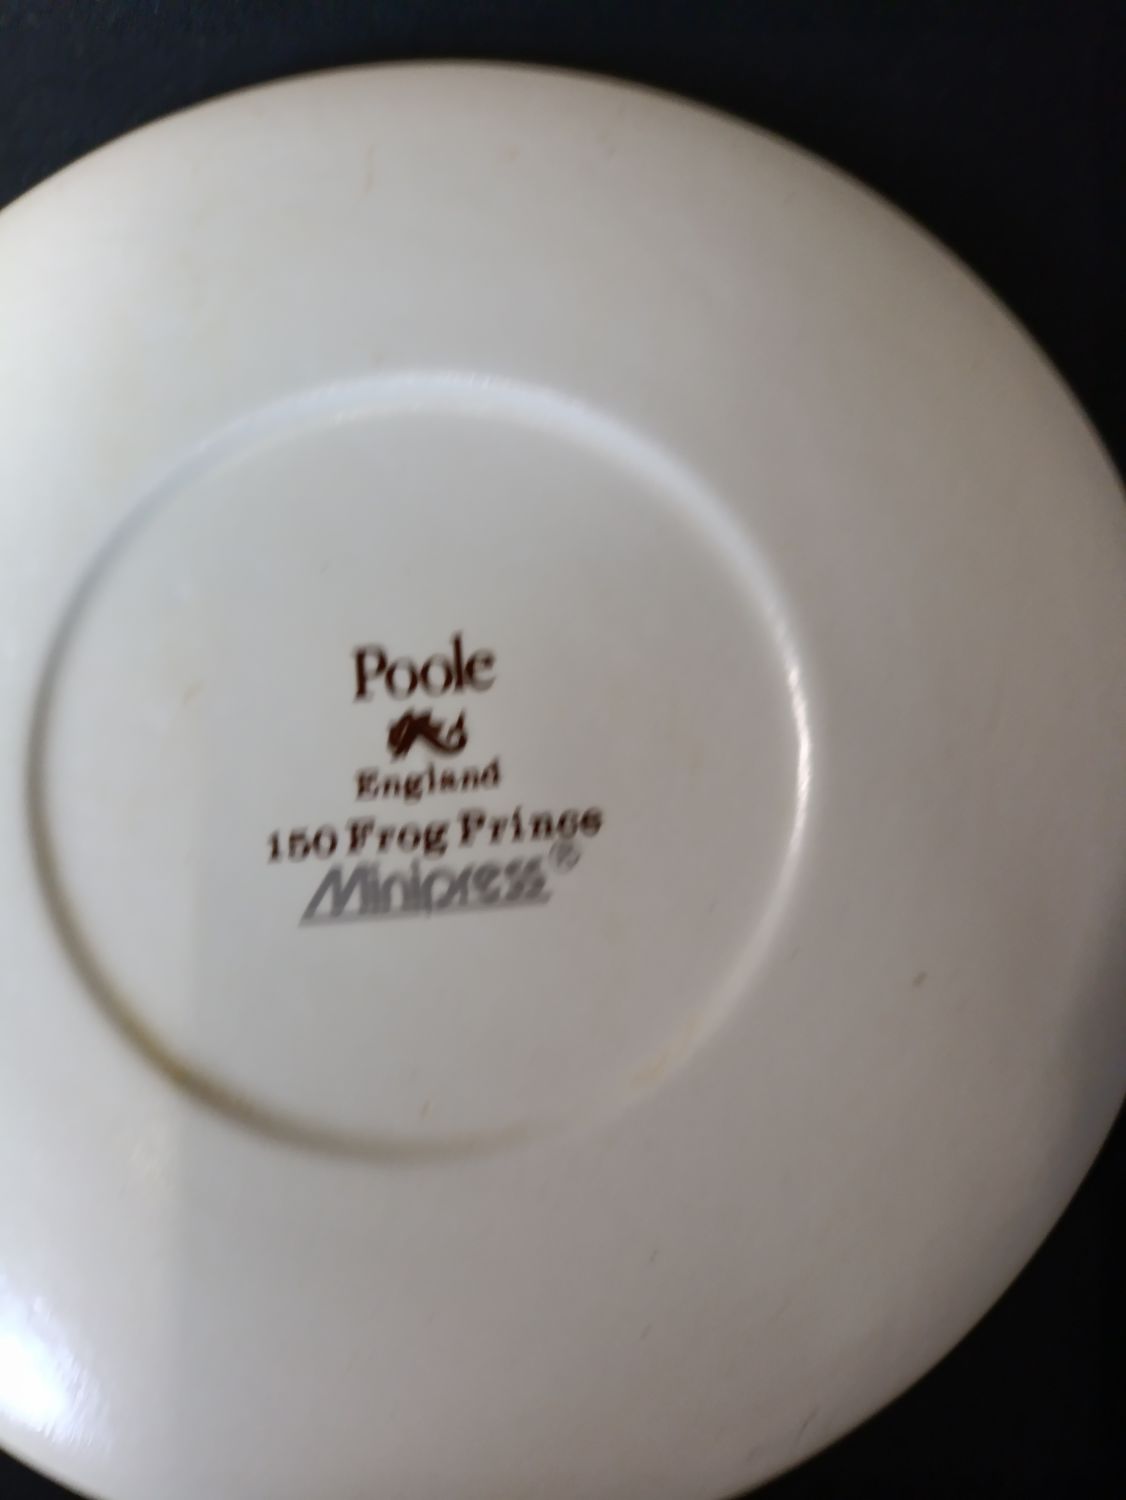 Poole
England
150 Frog Prince
Minipress®